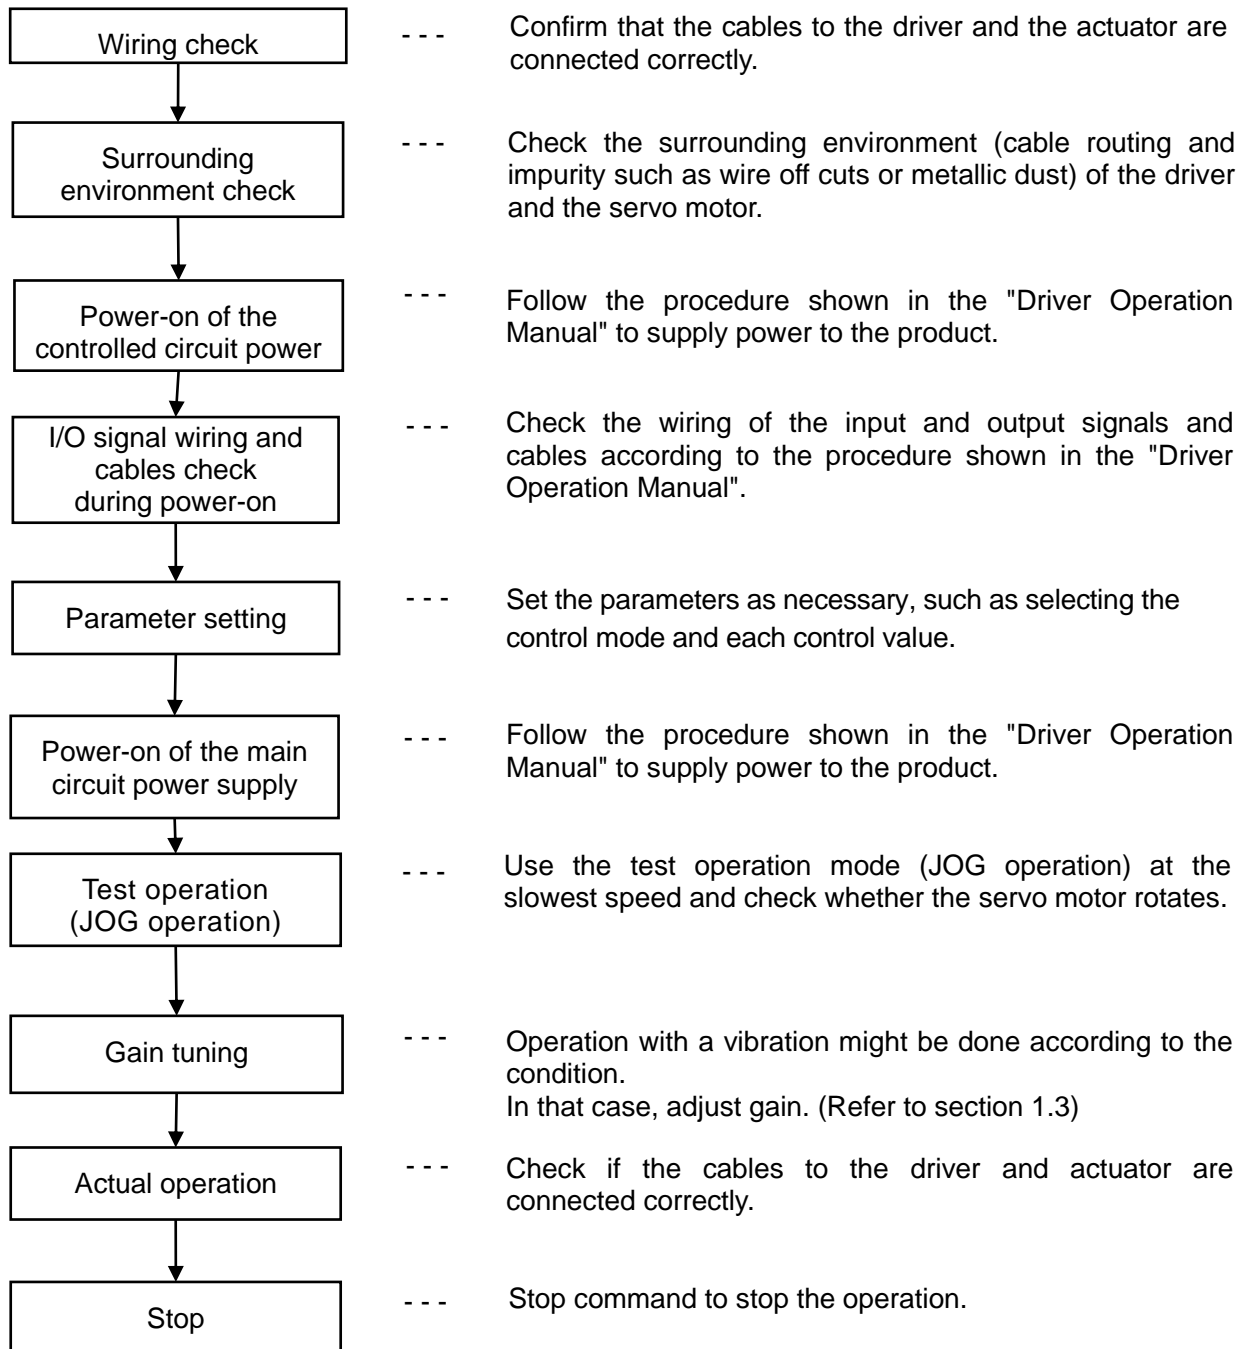 Wiring check
- - -
Confirm that the cables to the driver and the actuator are
connected correctly.
Surrounding
environment check
- - -
Check the surrounding environment (cable routing and
impurity such as wire off cuts or metallic dust) of the driver
and the servo motor.
Power-on of the
controlled circuit power
- - -
Follow the procedure shown in the "Driver Operation
Manual" to supply power to the product.
I/O signal wiring and
cables check
during power-on
- - -
Check the wiring of the input and output signals and
cables according to the procedure shown in the "Driver
Operation Manual".
Parameter setting
- - -
Set the parameters as necessary, such as selecting the
control mode and each control value.
Power-on of the main
circuit power supply
- - -
Follow the procedure shown in the "Driver Operation
Manual" to supply power to the product.
Test operation
(JOG operation)
- - -
Use the test operation mode (JOG operation) at the
slowest speed and check whether the servo motor rotates.
Gain tuning
- - -
Operation with a vibration might be done according to the
condition.
In that case, adjust gain. (Refer to section 1.3)
Actual operation
- - -
Check if the cables to the driver and actuator are
connected correctly.
Stop
- - -
Stop command to stop the operation.